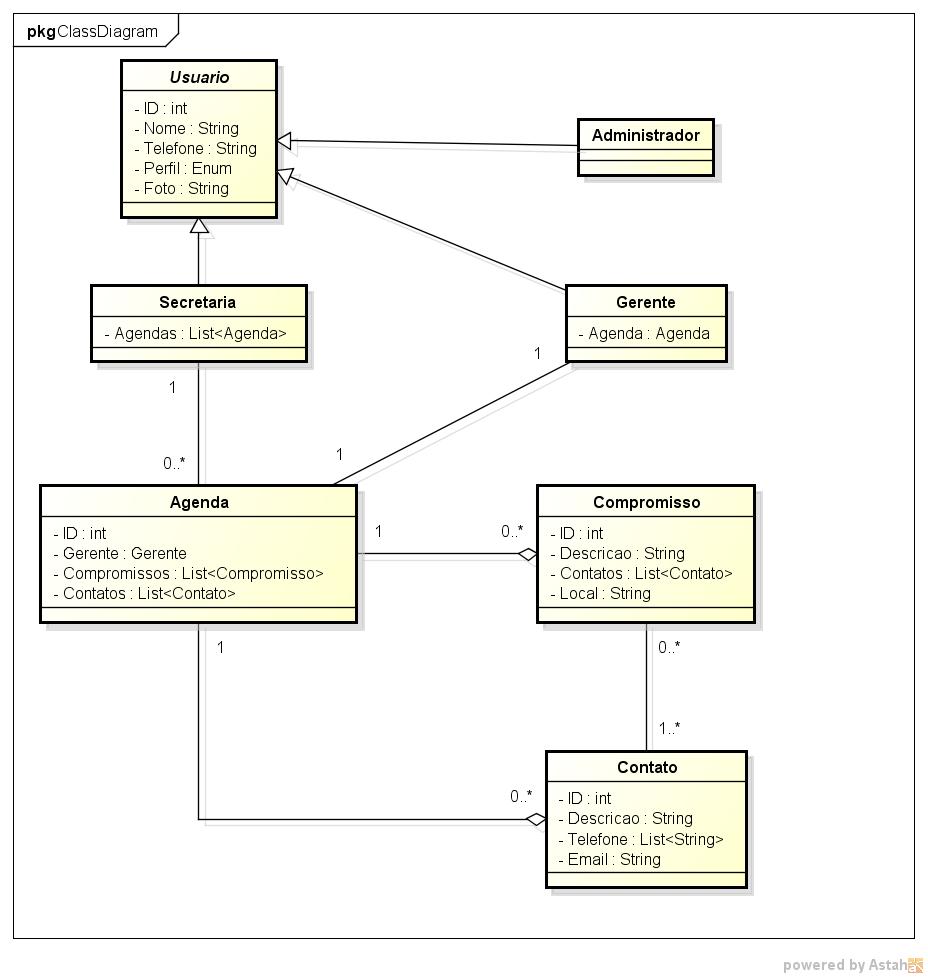 pkg ClassDiagram
Usuario
- ID : int
- Nome : String
- Telefone : String
- Perfil : Enum
- Foto : String
Administrador
Secretaria
- Agendas : List<Agenda>
Gerente
- Agenda : Agenda
1
1
1
0..*
Agenda
- ID : int
- Gerente : Gerente
- Compromissos : List<Compromisso>
- Contatos : List<Contato>
1
0..*
Compromisso
- ID : int
- Descricao : String
- Contatos : List<Contato>
- Local : String
1
0..*
1..*
0..*
Contato
- ID : int
- Descricao : String
- Telefone : List<String>
- Email : String
powered by Astah